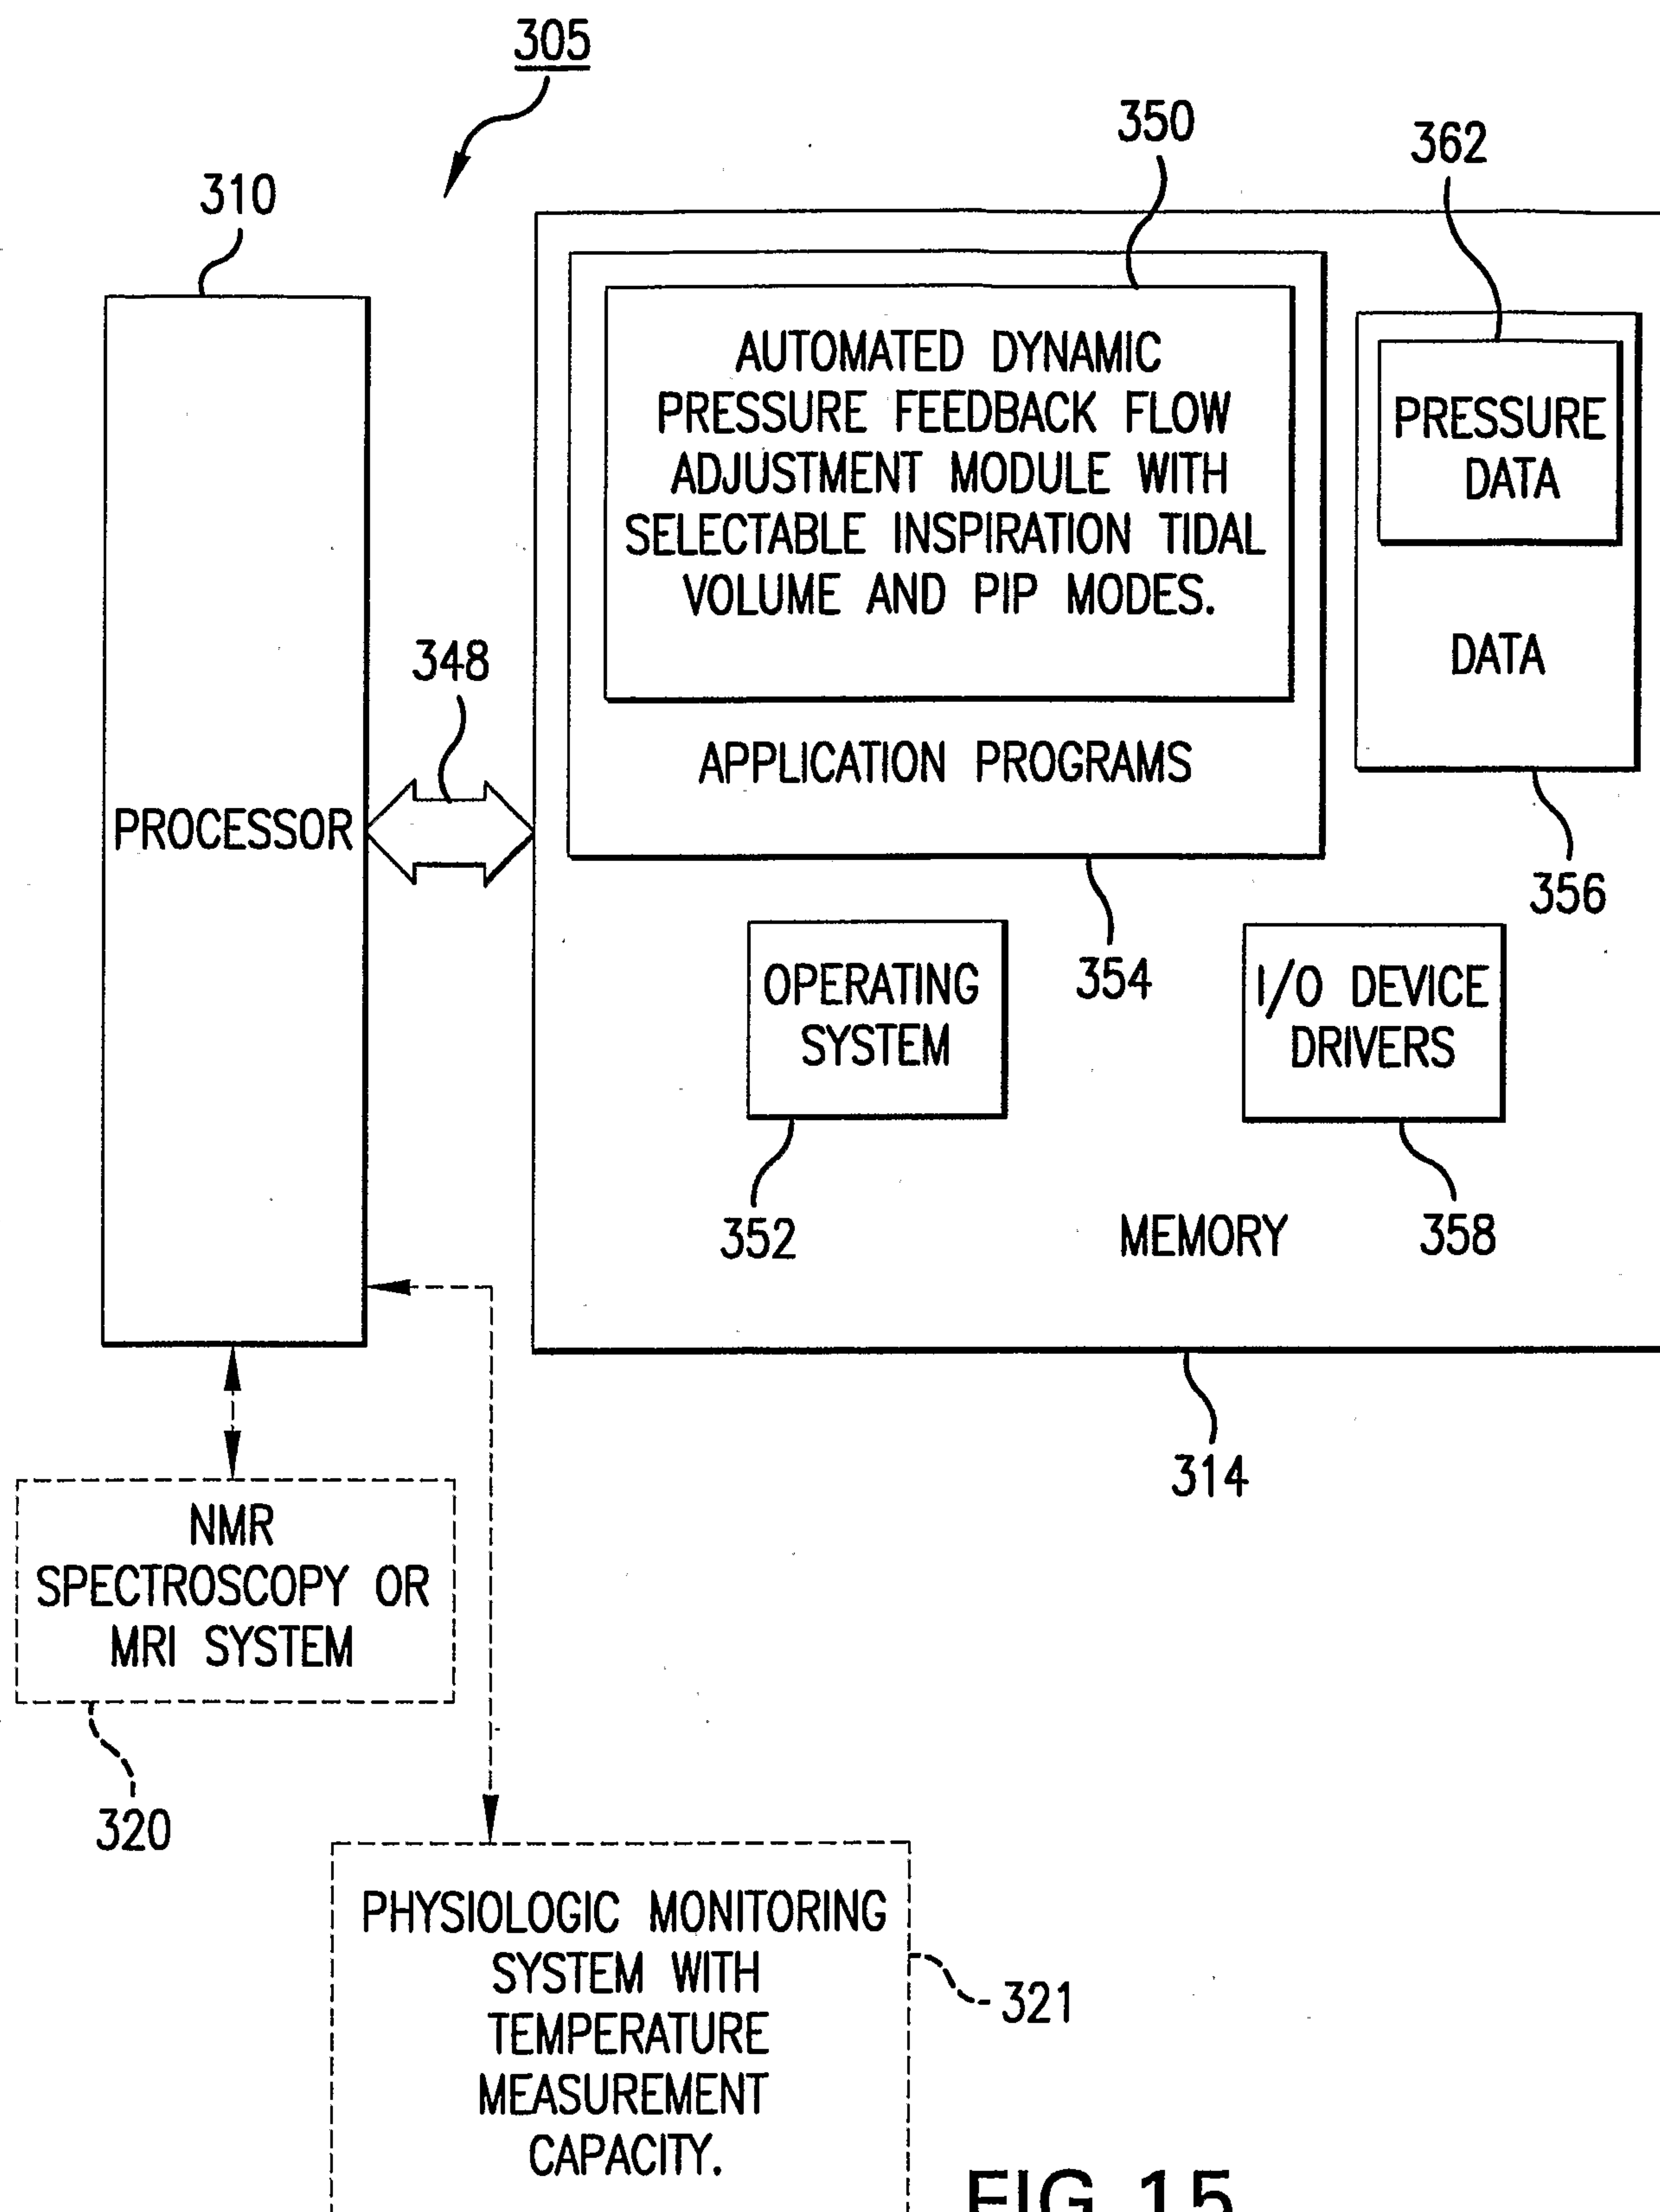 305
350
362
310
AUTOMATED DYNAMIC
PRESSURE FEEDBACK FLOW
ADJUSTMENT MODULE WITH
SELECTABLE INSPIRATION TIDAL
VOLUME AND PIP MODES.
PRESSURE
DATA
DATA
348
APPLICATION PROGRAMS
PROCESSOR
356
354
OPERATING
SYSTEM
I/O DEVICE
DRIVERS
352
MEMORY
358
314
NMR
SPECTROSCOPY OR
MRI SYSTEM
320
PHYSIOLOGIC MONITORING
SYSTEM WITH
TEMPERATURE
MEASUREMENT
CAPACITY.
321
FIG. 15